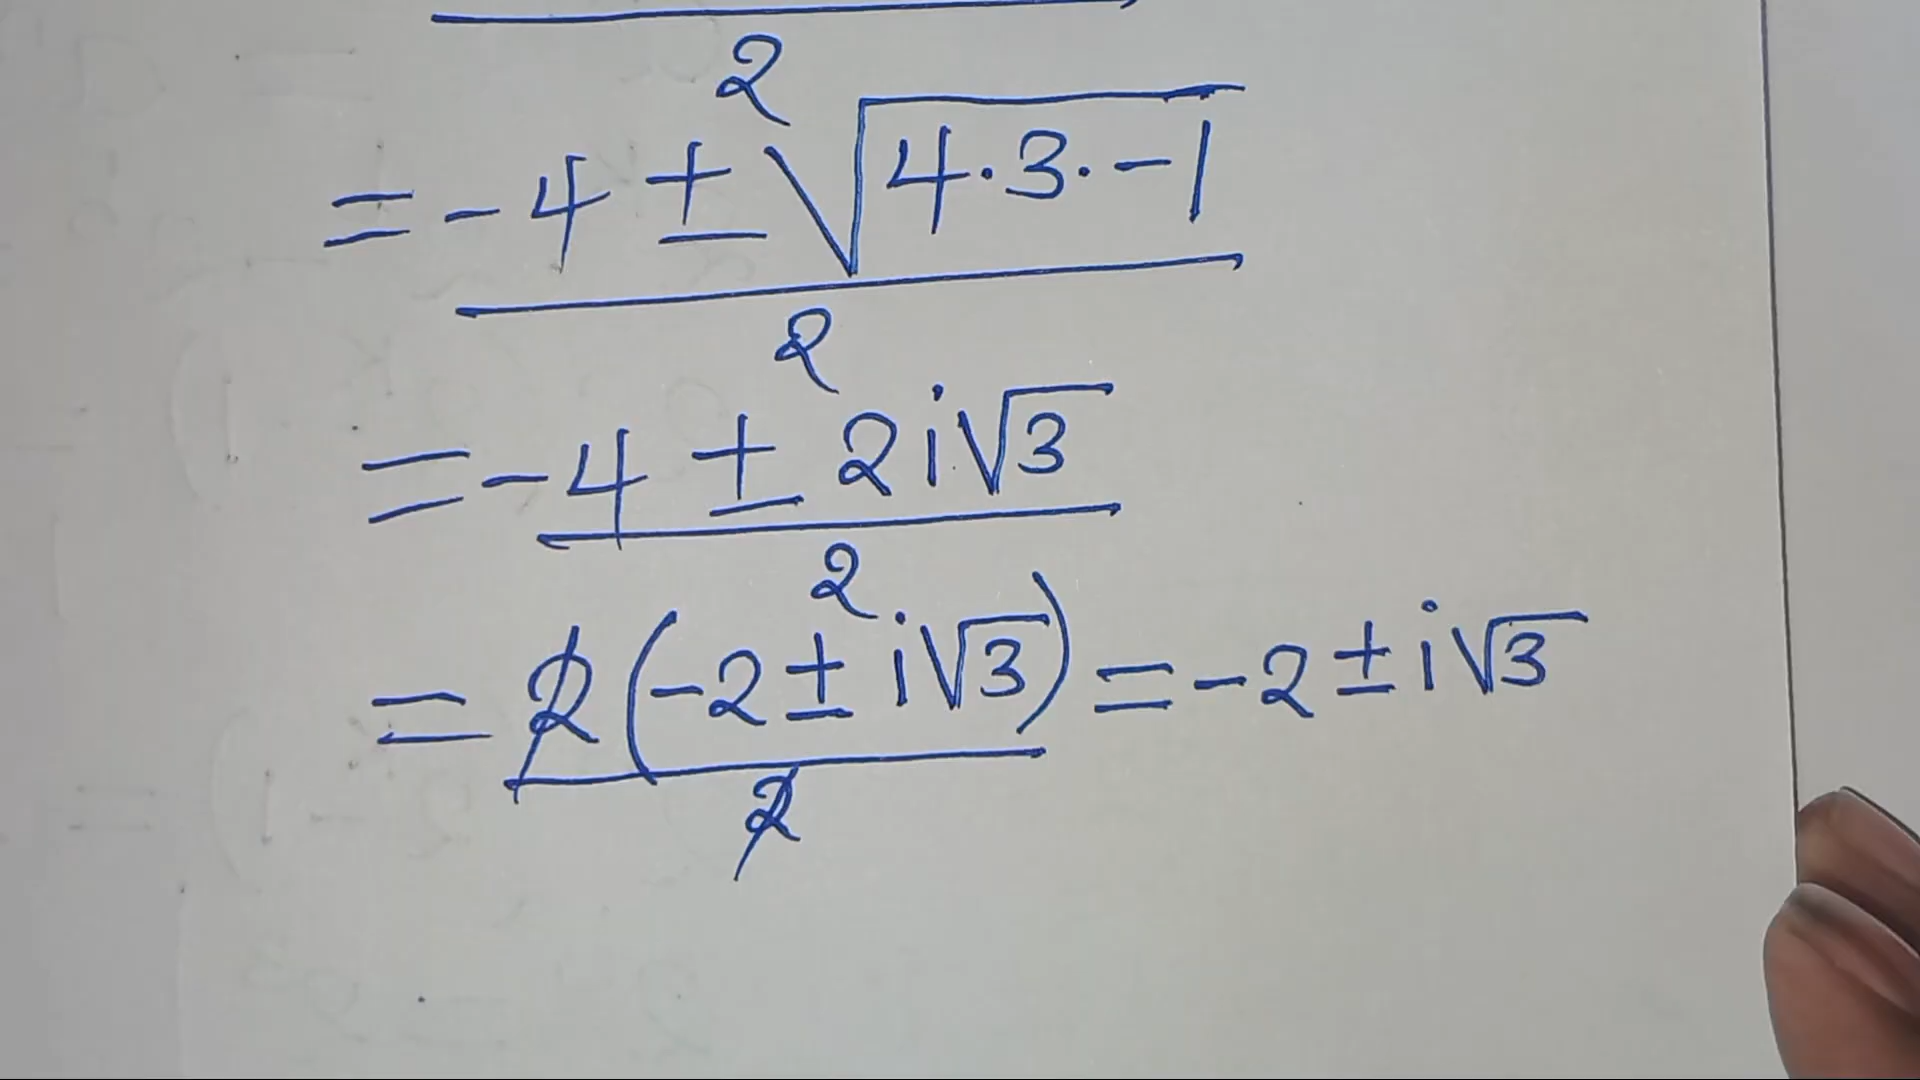 2
= -4 ± √4·3·-1
2
= -4 ± 2i√3
2
= 2(-2 ± i√3) = -2 ± i√3
2